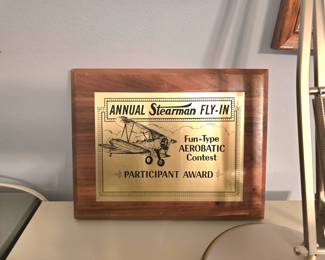 ANNUAL Stearman FLY-IN
Fun-Type
AEROBATIC
Contest
PARTICIPANT AWARD